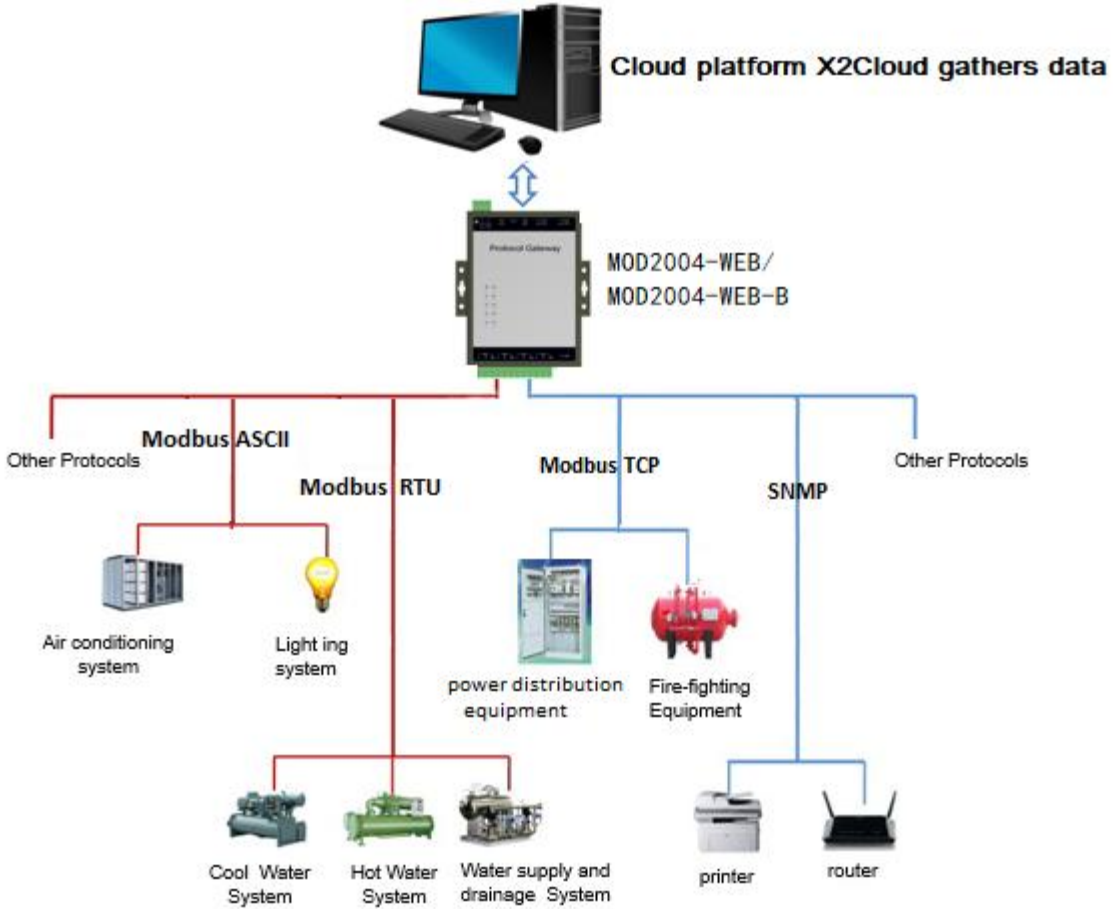 Cloud platform X2Cloud gathers data
Protocol Gateway
MOD2004-WEB/
MOD2004-WEB-B
Other Protocols
Modbus ASCII
Modbus RTU
Modbus TCP
SNMP
Other Protocols
Air conditioning
system
Light ing
system
power distribution
equipment
Fire-fighting
Equipment
Cool Water
System
Hot Water
System
Water supply and
drainage System
printer
router